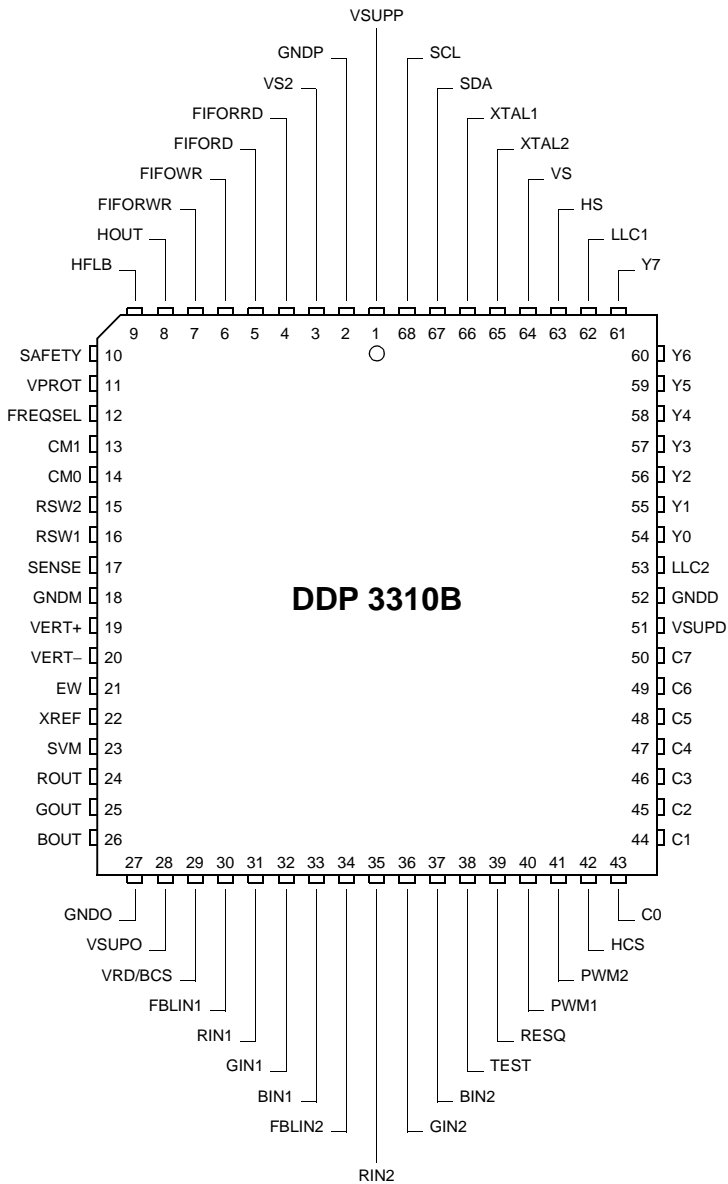 VSUPP
GNDP SCL
VS2 SDA
FIFORRD XTAL1
FIFORD XTAL2
FIFOWR VS
FIFORWR HS
HOUT LLC1
HFLB Y7
9 8 7 6 5 4 3 2 1 68 67 66 65 64 63 62 61
SAFETY 10 60 Y6
VPROT 11 59 Y5
FREQSEL 12 58 Y4
CM1 13 57 Y3
CM0 14 56 Y2
RSW2 15 55 Y1
RSW1 16 54 Y0
SENSE 17 53 LLC2
DDP 3310B
GNDM 18 52 GNDD
VERT+ 19 51 VSUPD
VERT– 20 50 C7
EW 21 49 C6
XREF 22 48 C5
SVM 23 47 C4
ROUT 24 46 C3
GOUT 25 45 C2
BOUT 26 44 C1
27 28 29 30 31 32 33 34 35 36 37 38 39 40 41 42 43
GNDO C0
VSUPO HCS
VRD/BCS PWM2
FBLIN1 PWM1
RIN1 RESQ
GIN1 TEST
BIN1 BIN2
FBLIN2 GIN2
RIN2